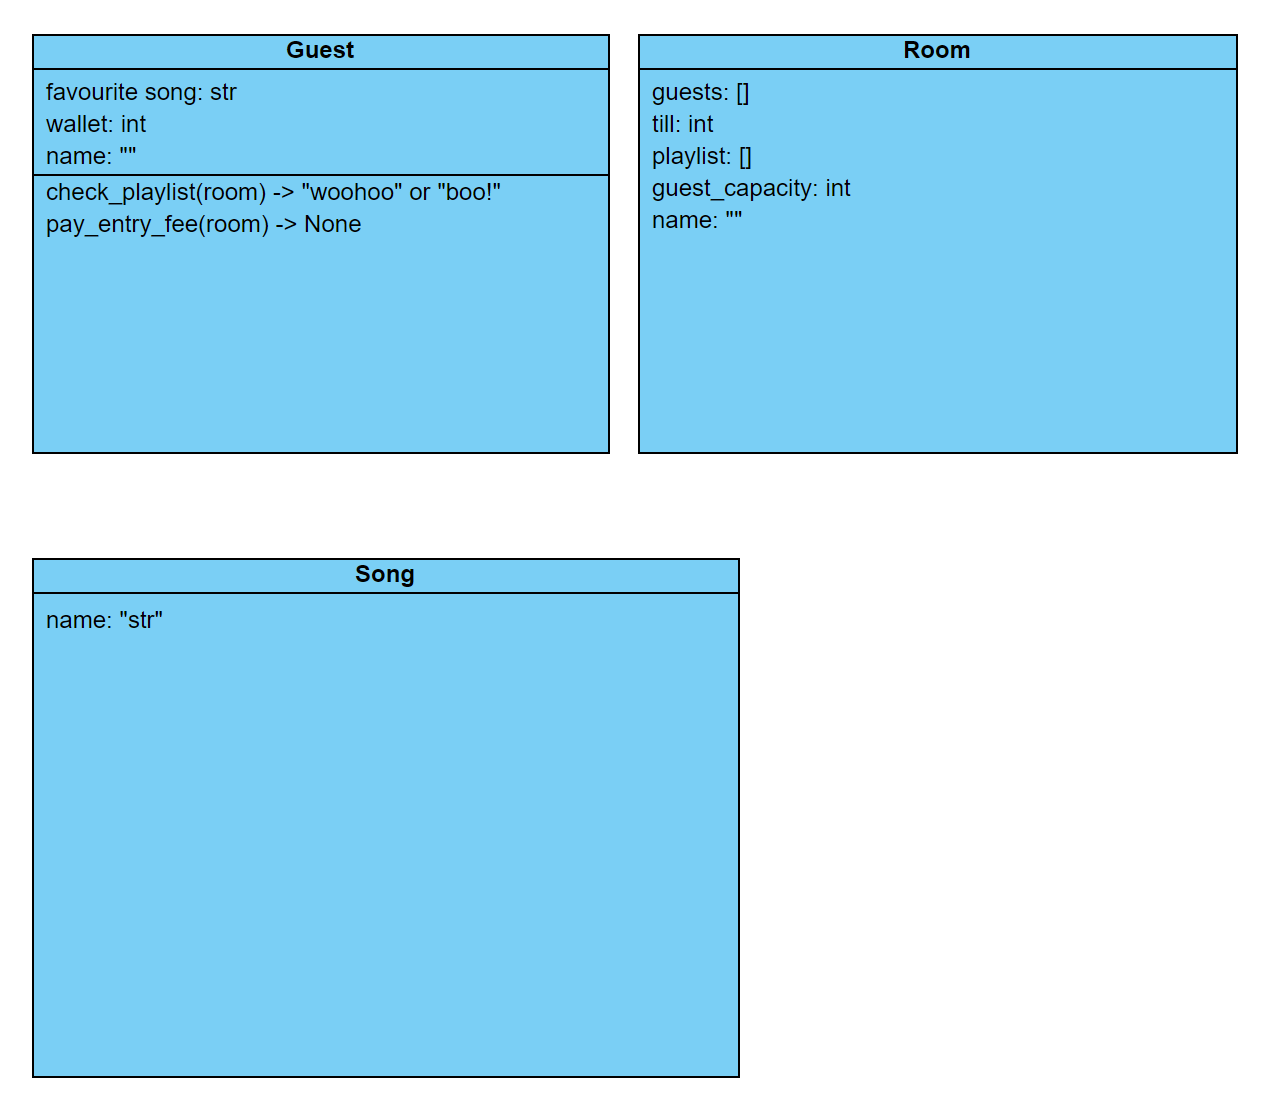 Guest
favourite song: str
wallet: int
name: ""
check_playlist(room) -> "woohoo" or "boo!"
pay_entry_fee(room) -> None
Room
guests: []
till: int
playlist: []
guest_capacity: int
name: ""
Song
name: "str"